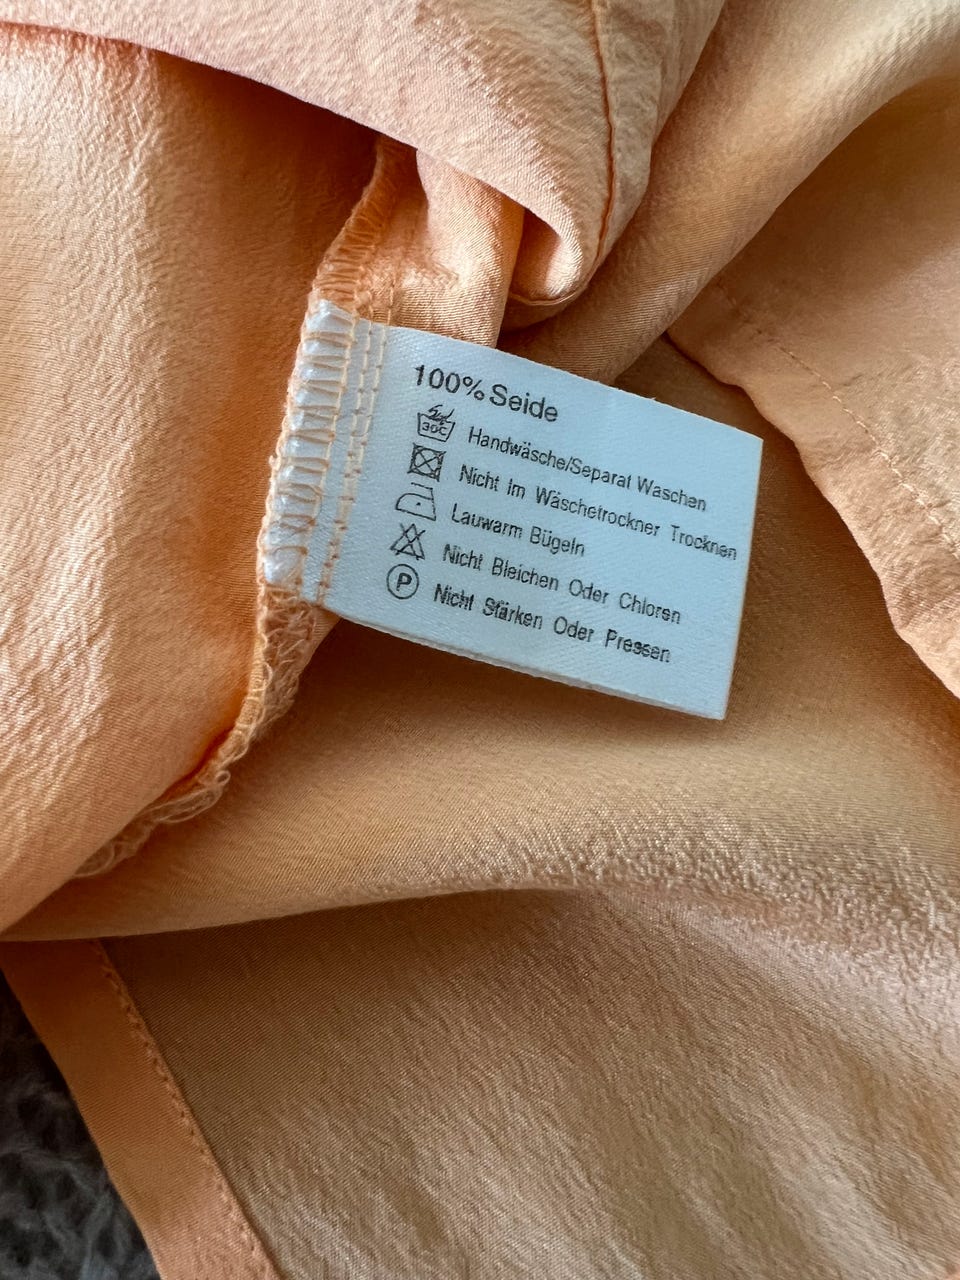 100% Seide
30C Handwäsche/Separat Waschen
Nicht Im Wäschetrockner Trocknen
Lauwarm Bügeln
Nicht Bleichen Oder Chloren
P Nicht Stärken Oder Pressen